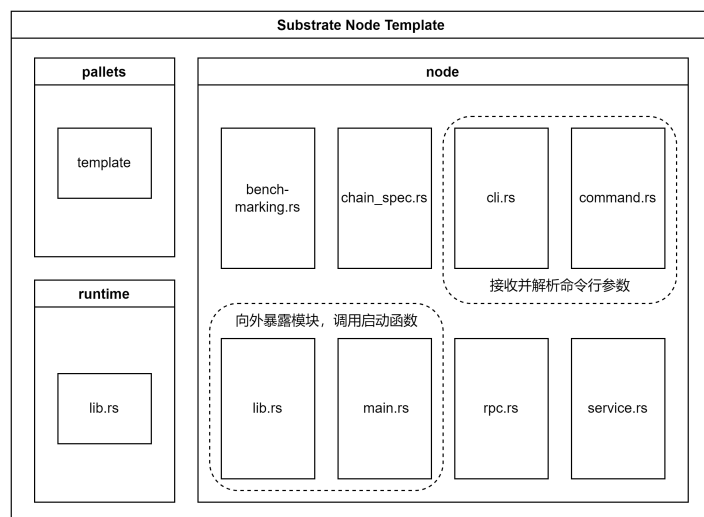 Substrate Node Template
pallets
template
runtime
lib.rs
node
bench-
marking.rs
chain_spec.rs
cli.rs
command.rs
接收并解析命令行参数
向外暴露模块，调用启动函数
lib.rs
main.rs
rpc.rs
service.rs